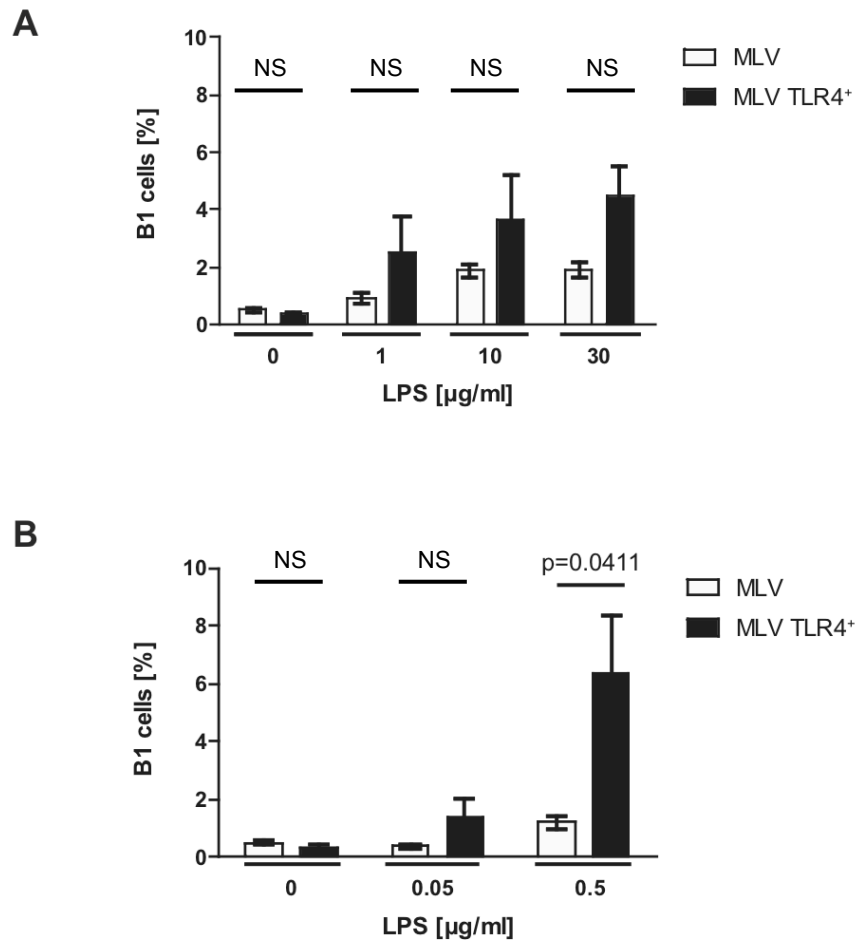 A
10
8
6
4
2
0
B1 cells [%]
NS NS NS NS
MLV
MLV TLR4⁺
0 1 10 30
LPS [µg/ml]
B
10
8
6
4
2
0
B1 cells [%]
NS NS p=0.0411
MLV
MLV TLR4⁺
0 0.05 0.5
LPS [µg/ml]